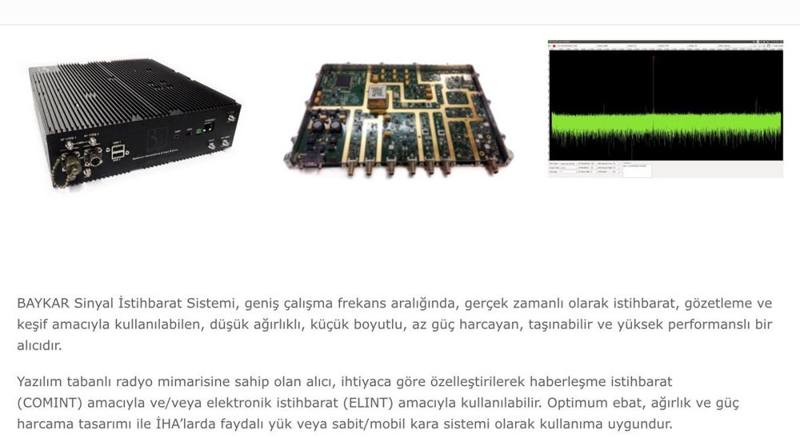 BAYKAR Sinyal İstihbarat Sistemi, geniş çalışma frekans aralığında, gerçek zamanlı olarak istihbarat, gözetleme ve
keşif amacıyla kullanılabilen, düşük ağırlıklı, küçük boyutlu, az güç harcayan, taşınabilir ve yüksek performanslı bir
alıcıdır.
Yazılım tabanlı radyo mimarisine sahip olan alıcı, ihtiyaca göre özelleştirilerek haberleşme istihbarat
(COMINT) amacıyla ve/veya elektronik istihbarat (ELINT) amacıyla kullanılabilir. Optimum ebat, ağırlık ve güç
harcama tasarımı ile İHA’larda faydalı yük veya sabit/mobil kara sistemi olarak kullanıma uygundur.